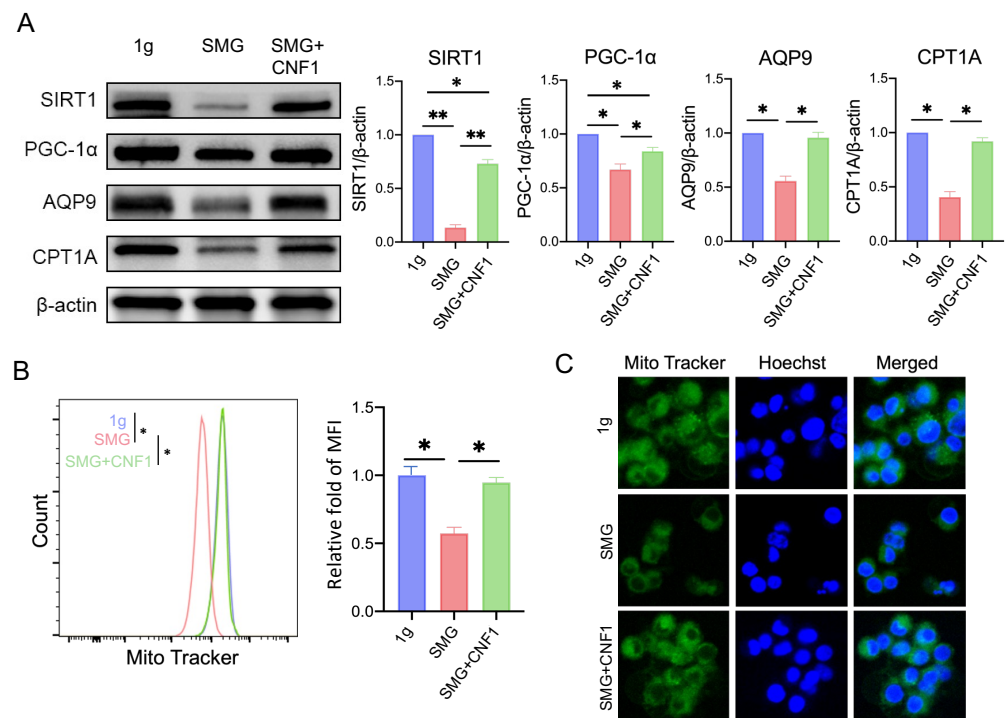 A
1g
SMG
SMG+
CNF1
SIRT1
PGC-1α
AQP9
CPT1A
β-actin
SIRT1
SIRT1/β-actin
1.5
1.0
0.5
0.0
*
**
**
1g
SMG
SMG+CNF1
PGC-1α
PGC-1α/β-actin
1.5
1.0
0.5
0.0
*
*
*
1g
SMG
SMG+CNF1
AQP9
AQP9/β-actin
1.5
1.0
0.5
0.0
*
*
1g
SMG
SMG+CNF1
CPT1A
CPT1A/β-actin
1.5
1.0
0.5
0.0
*
*
1g
SMG
SMG+CNF1
B
Count
1g
SMG
SMG+CNF1
*
*
Mito Tracker
Relative fold of MFI
1.5
1.0
0.5
0.0
*
*
1g
SMG
SMG+CNF1
C
Mito Tracker
Hoechst
Merged
1g
SMG
SMG+CNF1